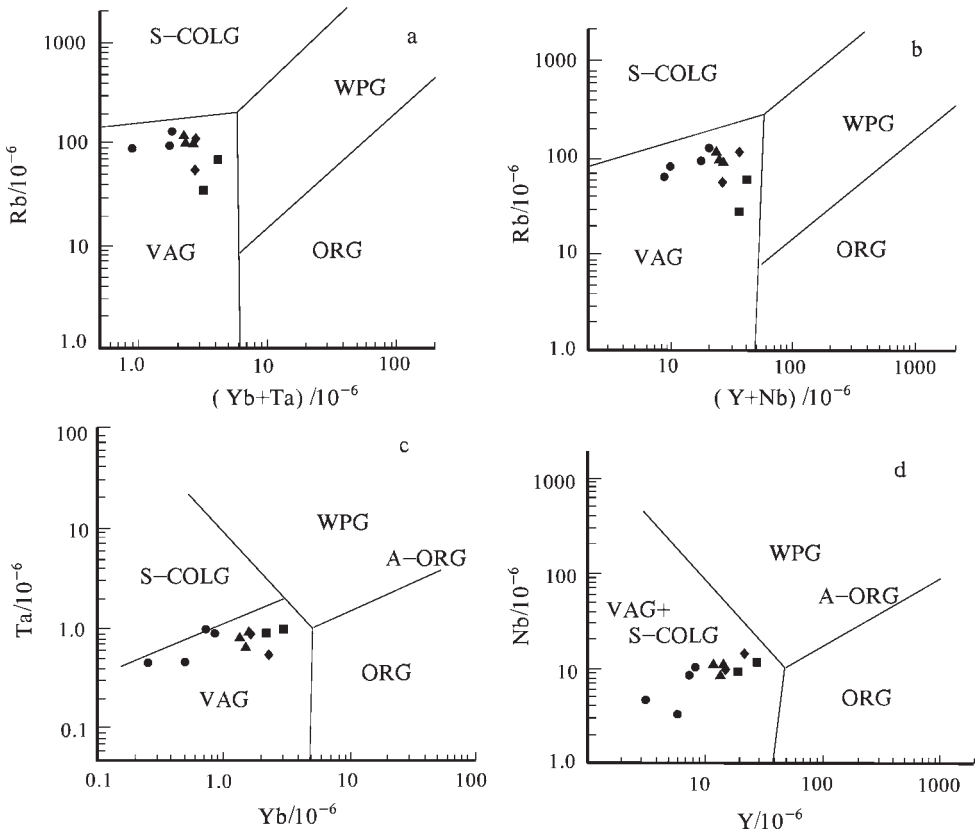 a
S−COLG
WPG
VAG
ORG
1000
100
10
1.0
Rb/10⁻⁶
1.0
10
100
( Yb+Ta) /10⁻⁶
b
S−COLG
WPG
VAG
ORG
1000
100
10
1.0
Rb/10⁻⁶
10
100
1000
( Y+Nb) /10⁻⁶
c
WPG
A−ORG
S−COLG
VAG
ORG
100
10
1.0
0.1
Ta/10⁻⁶
0.1
1.0
10
100
Yb/10⁻⁶
d
WPG
A−ORG
VAG+
S−COLG
ORG
1000
100
10
1.0
Nb/10⁻⁶
10
100
1000
Y/10⁻⁶